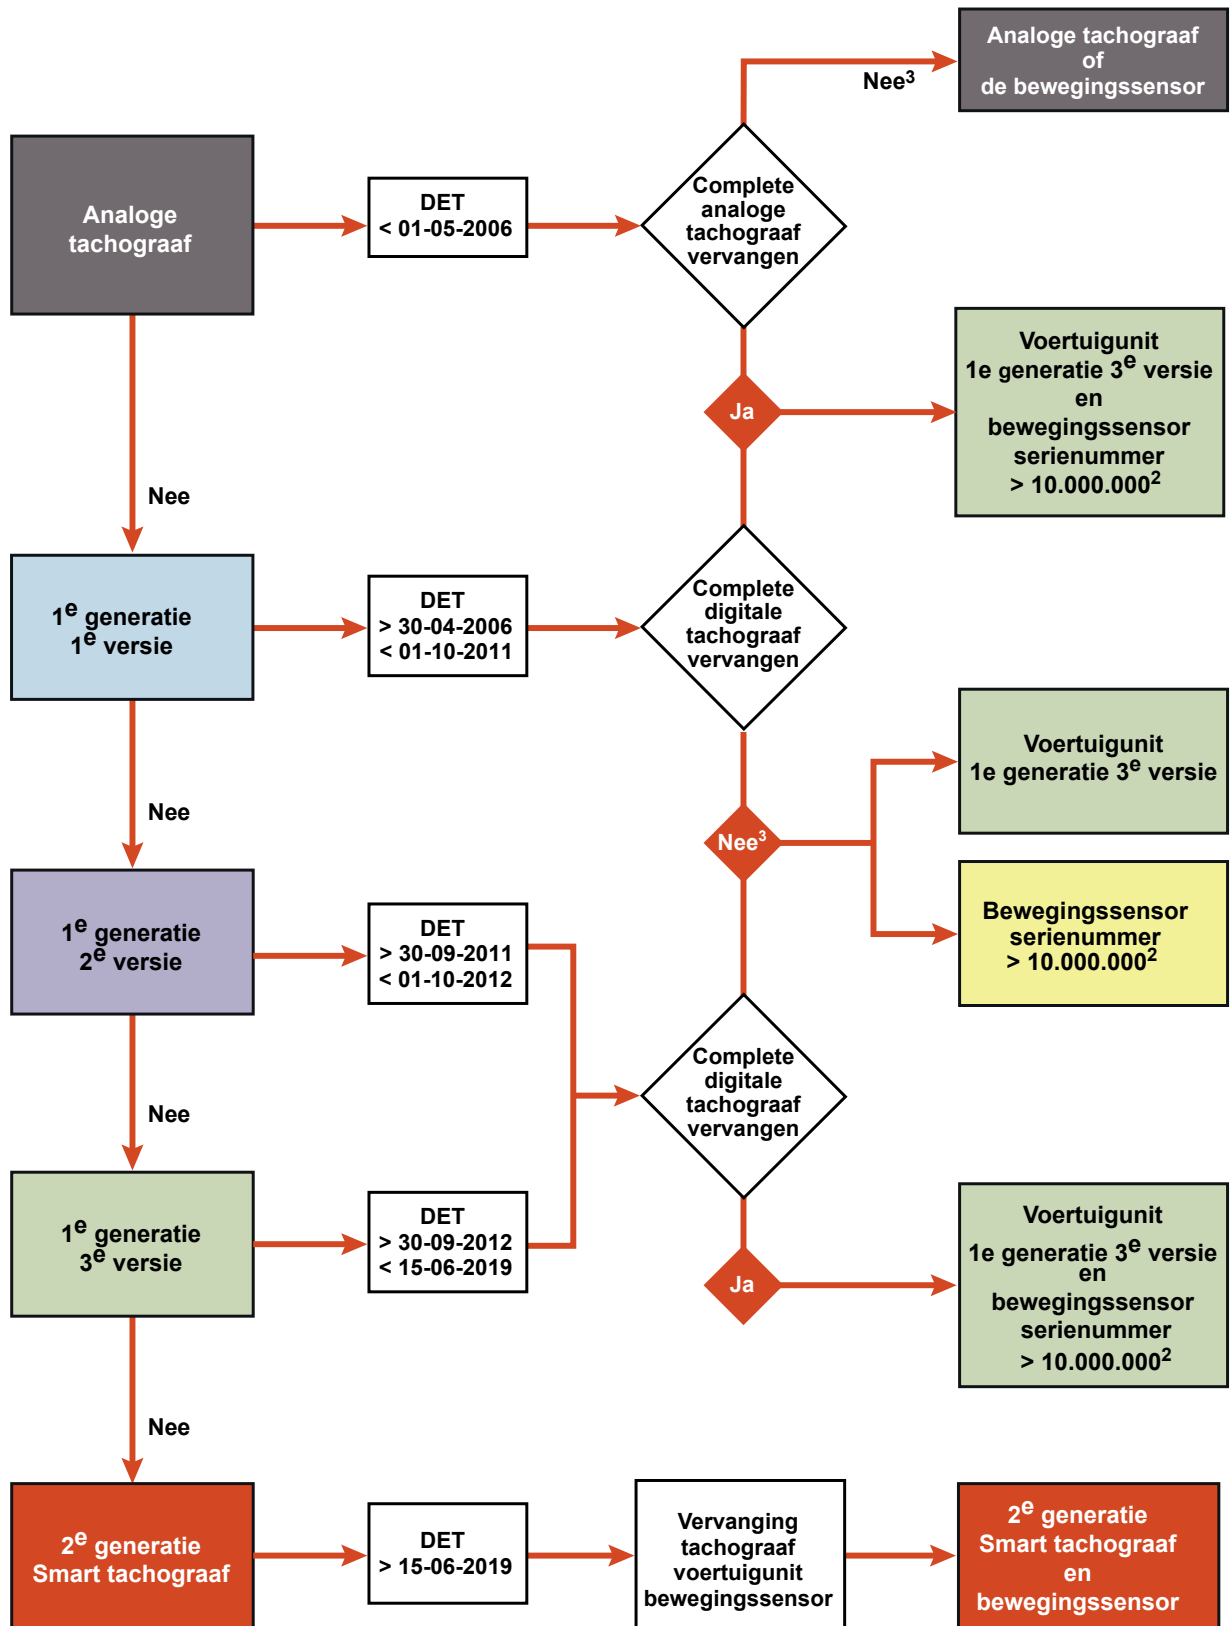 Analoge tachograaf
of
de bewegingssensor
Nee³
Analoge
tachograaf
DET
< 01-05-2006
Complete
analoge
tachograaf
vervangen
Ja
Voertuigunit
1e generatie 3ᵉ versie
en
bewegingssensor
serienummer
> 10.000.000²
Nee
1ᵉ generatie
1ᵉ versie
DET
> 30-04-2006
< 01-10-2011
Complete
digitale
tachograaf
vervangen
Nee
Nee³
Voertuigunit
1e generatie 3ᵉ versie
Bewegingssensor
serienummer
> 10.000.000²
1ᵉ generatie
2ᵉ versie
DET
> 30-09-2011
< 01-10-2012
Complete
digitale
tachograaf
vervangen
Nee
1ᵉ generatie
3ᵉ versie
DET
> 30-09-2012
< 15-06-2019
Ja
Voertuigunit
1e generatie 3ᵉ versie
en
bewegingssensor
serienummer
> 10.000.000²
Nee
2ᵉ generatie
Smart tachograaf
DET
> 15-06-2019
Vervanging
tachograaf
voertuigunit
bewegingssensor
2ᵉ generatie
Smart tachograaf
en
bewegingssensor